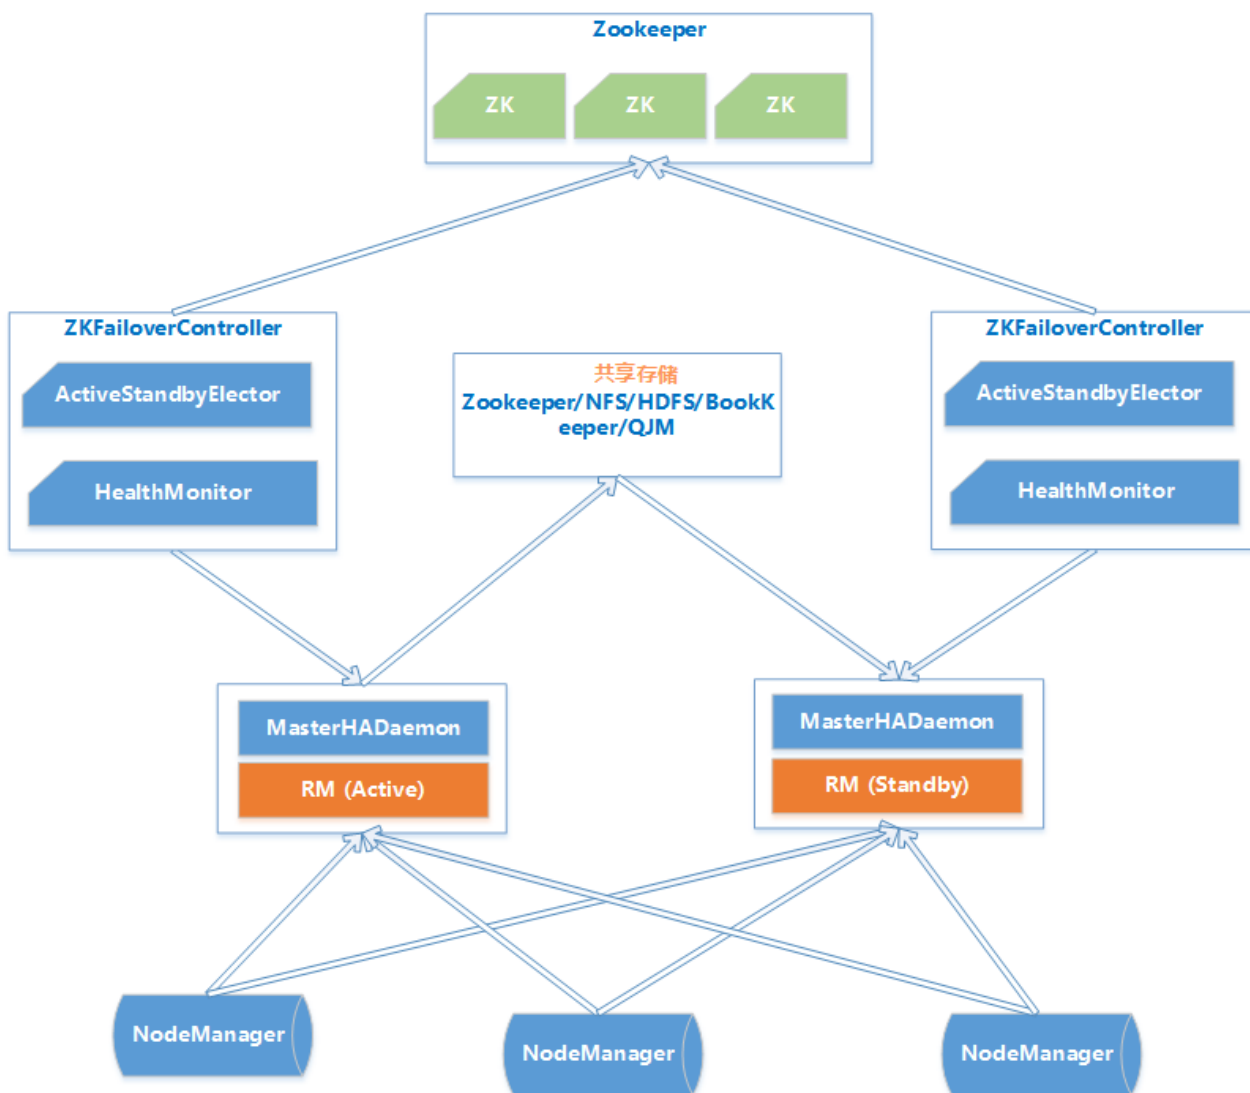 Zookeeper
ZK
ZK
ZK
ZKFailoverController
ActiveStandbyElector
HealthMonitor
共享存储
Zookeeper/NFS/HDFS/BookK
eeper/QJM
ZKFailoverController
ActiveStandbyElector
HealthMonitor
MasterHADaemon
RM (Active)
MasterHADaemon
RM (Standby)
NodeManager
NodeManager
NodeManager